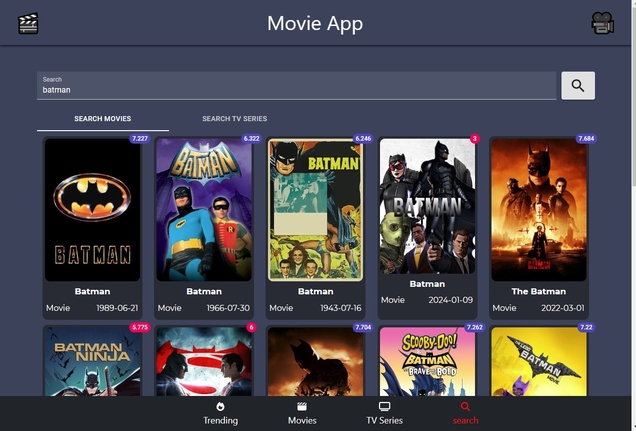 Movie App
Search
batman
SEARCH MOVIES
SEARCH TV SERIES
7.227
6.322
6.246
3
7.684
BATMAN
BATMAN
BATMAN
BATMAN
Batman
Batman
Batman
Batman
The Batman
Movie 1989-06-21
Movie 1966-07-30
Movie 1943-07-16
Movie 2024-01-09
Movie 2022-03-01
5.775
6
7.704
7.262
7.22
BATMAN
NINJA
SCOOBY-DOO!
&
BATMAN
BRAVE AND THE BOLD
BATMAN
MOVIE
Trending
Movies
TV Series
search